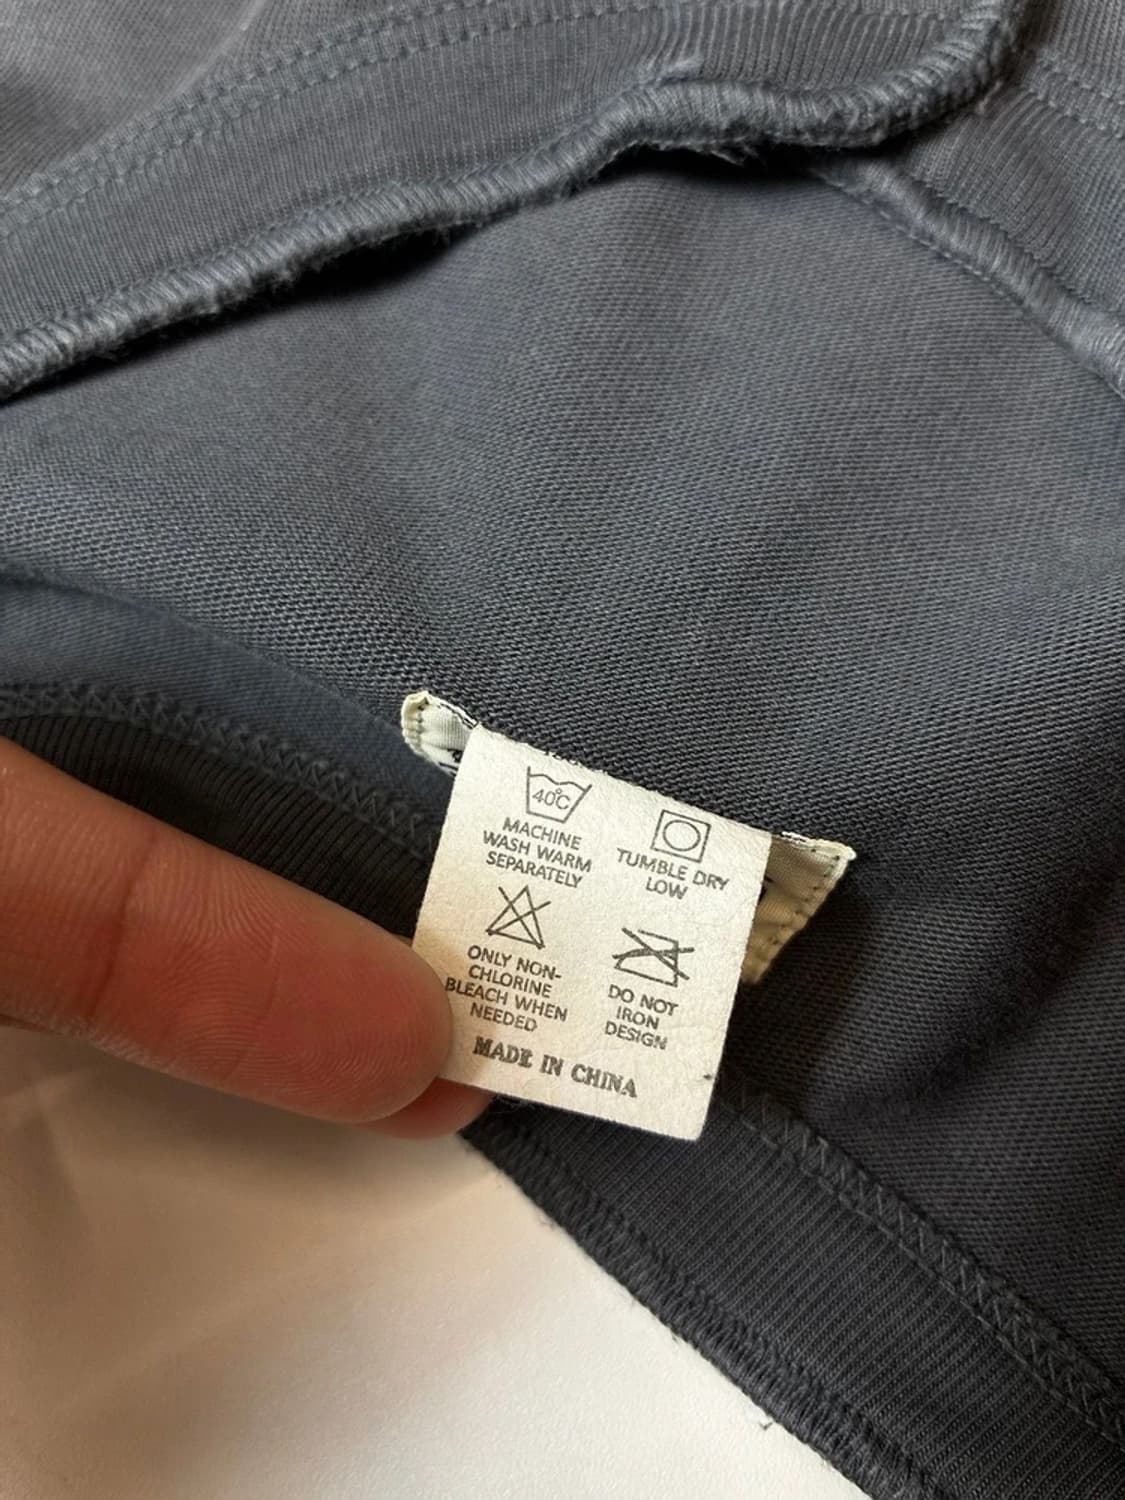 40°C
MACHINE
WASH WARM
SEPARATELY
TUMBLE DRY
LOW
ONLY NON-
CHLORINE
BLEACH WHEN
NEEDED
DO NOT
IRON
DESIGN
MADE IN CHINA